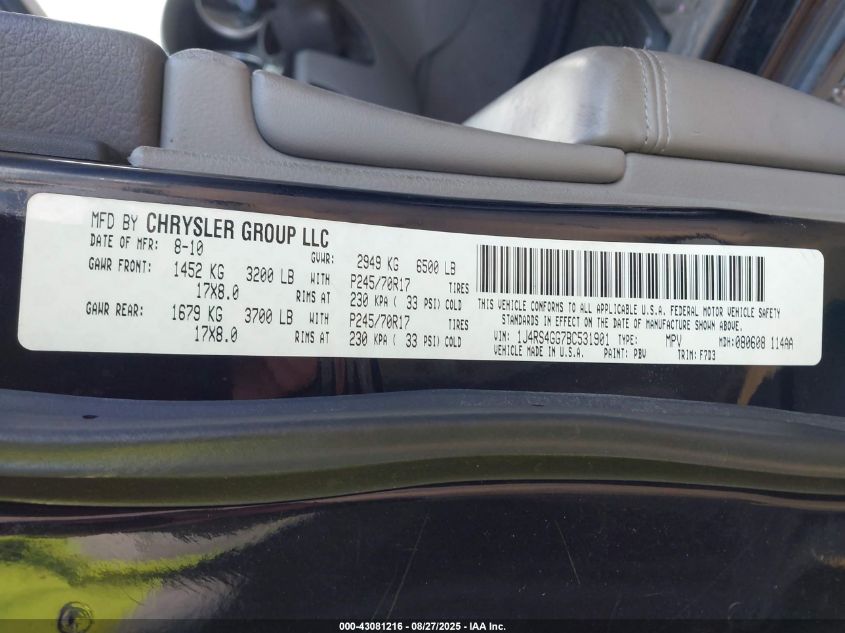 MFD BY CHRYSLER GROUP LLC
DATE OF MFR: 8-10 GVWR: 2949 KG 6500 LB
GAWR FRONT: 1452 KG 3200 LB WITH P245/70R17 TIRES
17X8.0 RIMS AT 230 KPA ( 33 PSI) COLD
GAWR REAR: 1679 KG 3700 LB WITH P245/70R17 TIRES
17X8.0 RIMS AT 230 KPA ( 33 PSI) COLD
THIS VEHICLE CONFORMS TO ALL APPLICABLE U.S.A. FEDERAL MOTOR VEHICLE SAFETY
STANDARDS IN EFFECT ON THE DATE OF MANUFACTURE SHOWN ABOVE.
VIN: 1J4RS4GG7BC531901 TYPE: MPV MDH: 080608 114AA
VEHICLE MADE IN U.S.A. PAINT: PBV TRIM: F7D3
000-43081216 - 08/27/2025 - IAA Inc.